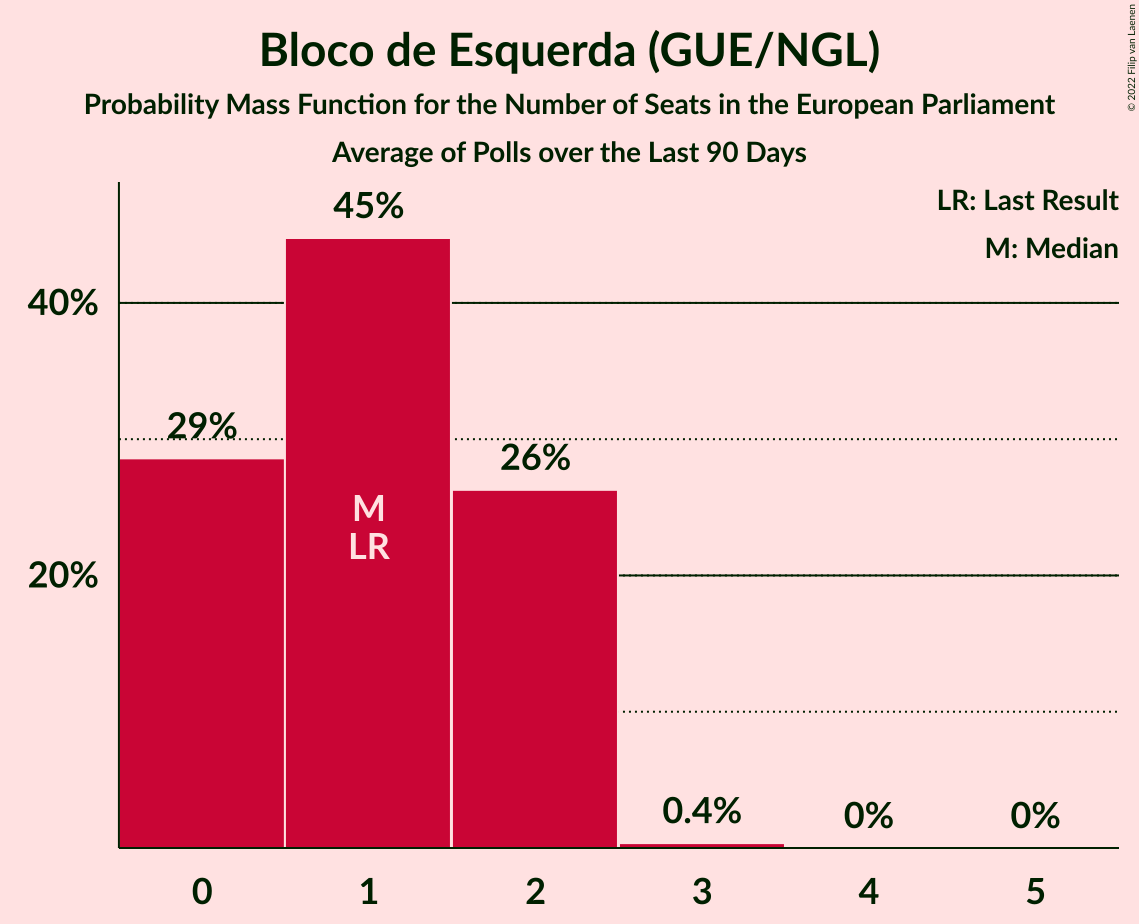 Bloco de Esquerda (GUE/NGL)
Probability Mass Function for the Number of Seats in the European Parliament
Average of Polls over the Last 90 Days
© 2022 Filip van Laenen
LR: Last Result
M: Median
45%
40%
29%
26%
M
LR
20%
0.4%
0%
0%
0 1 2 3 4 5